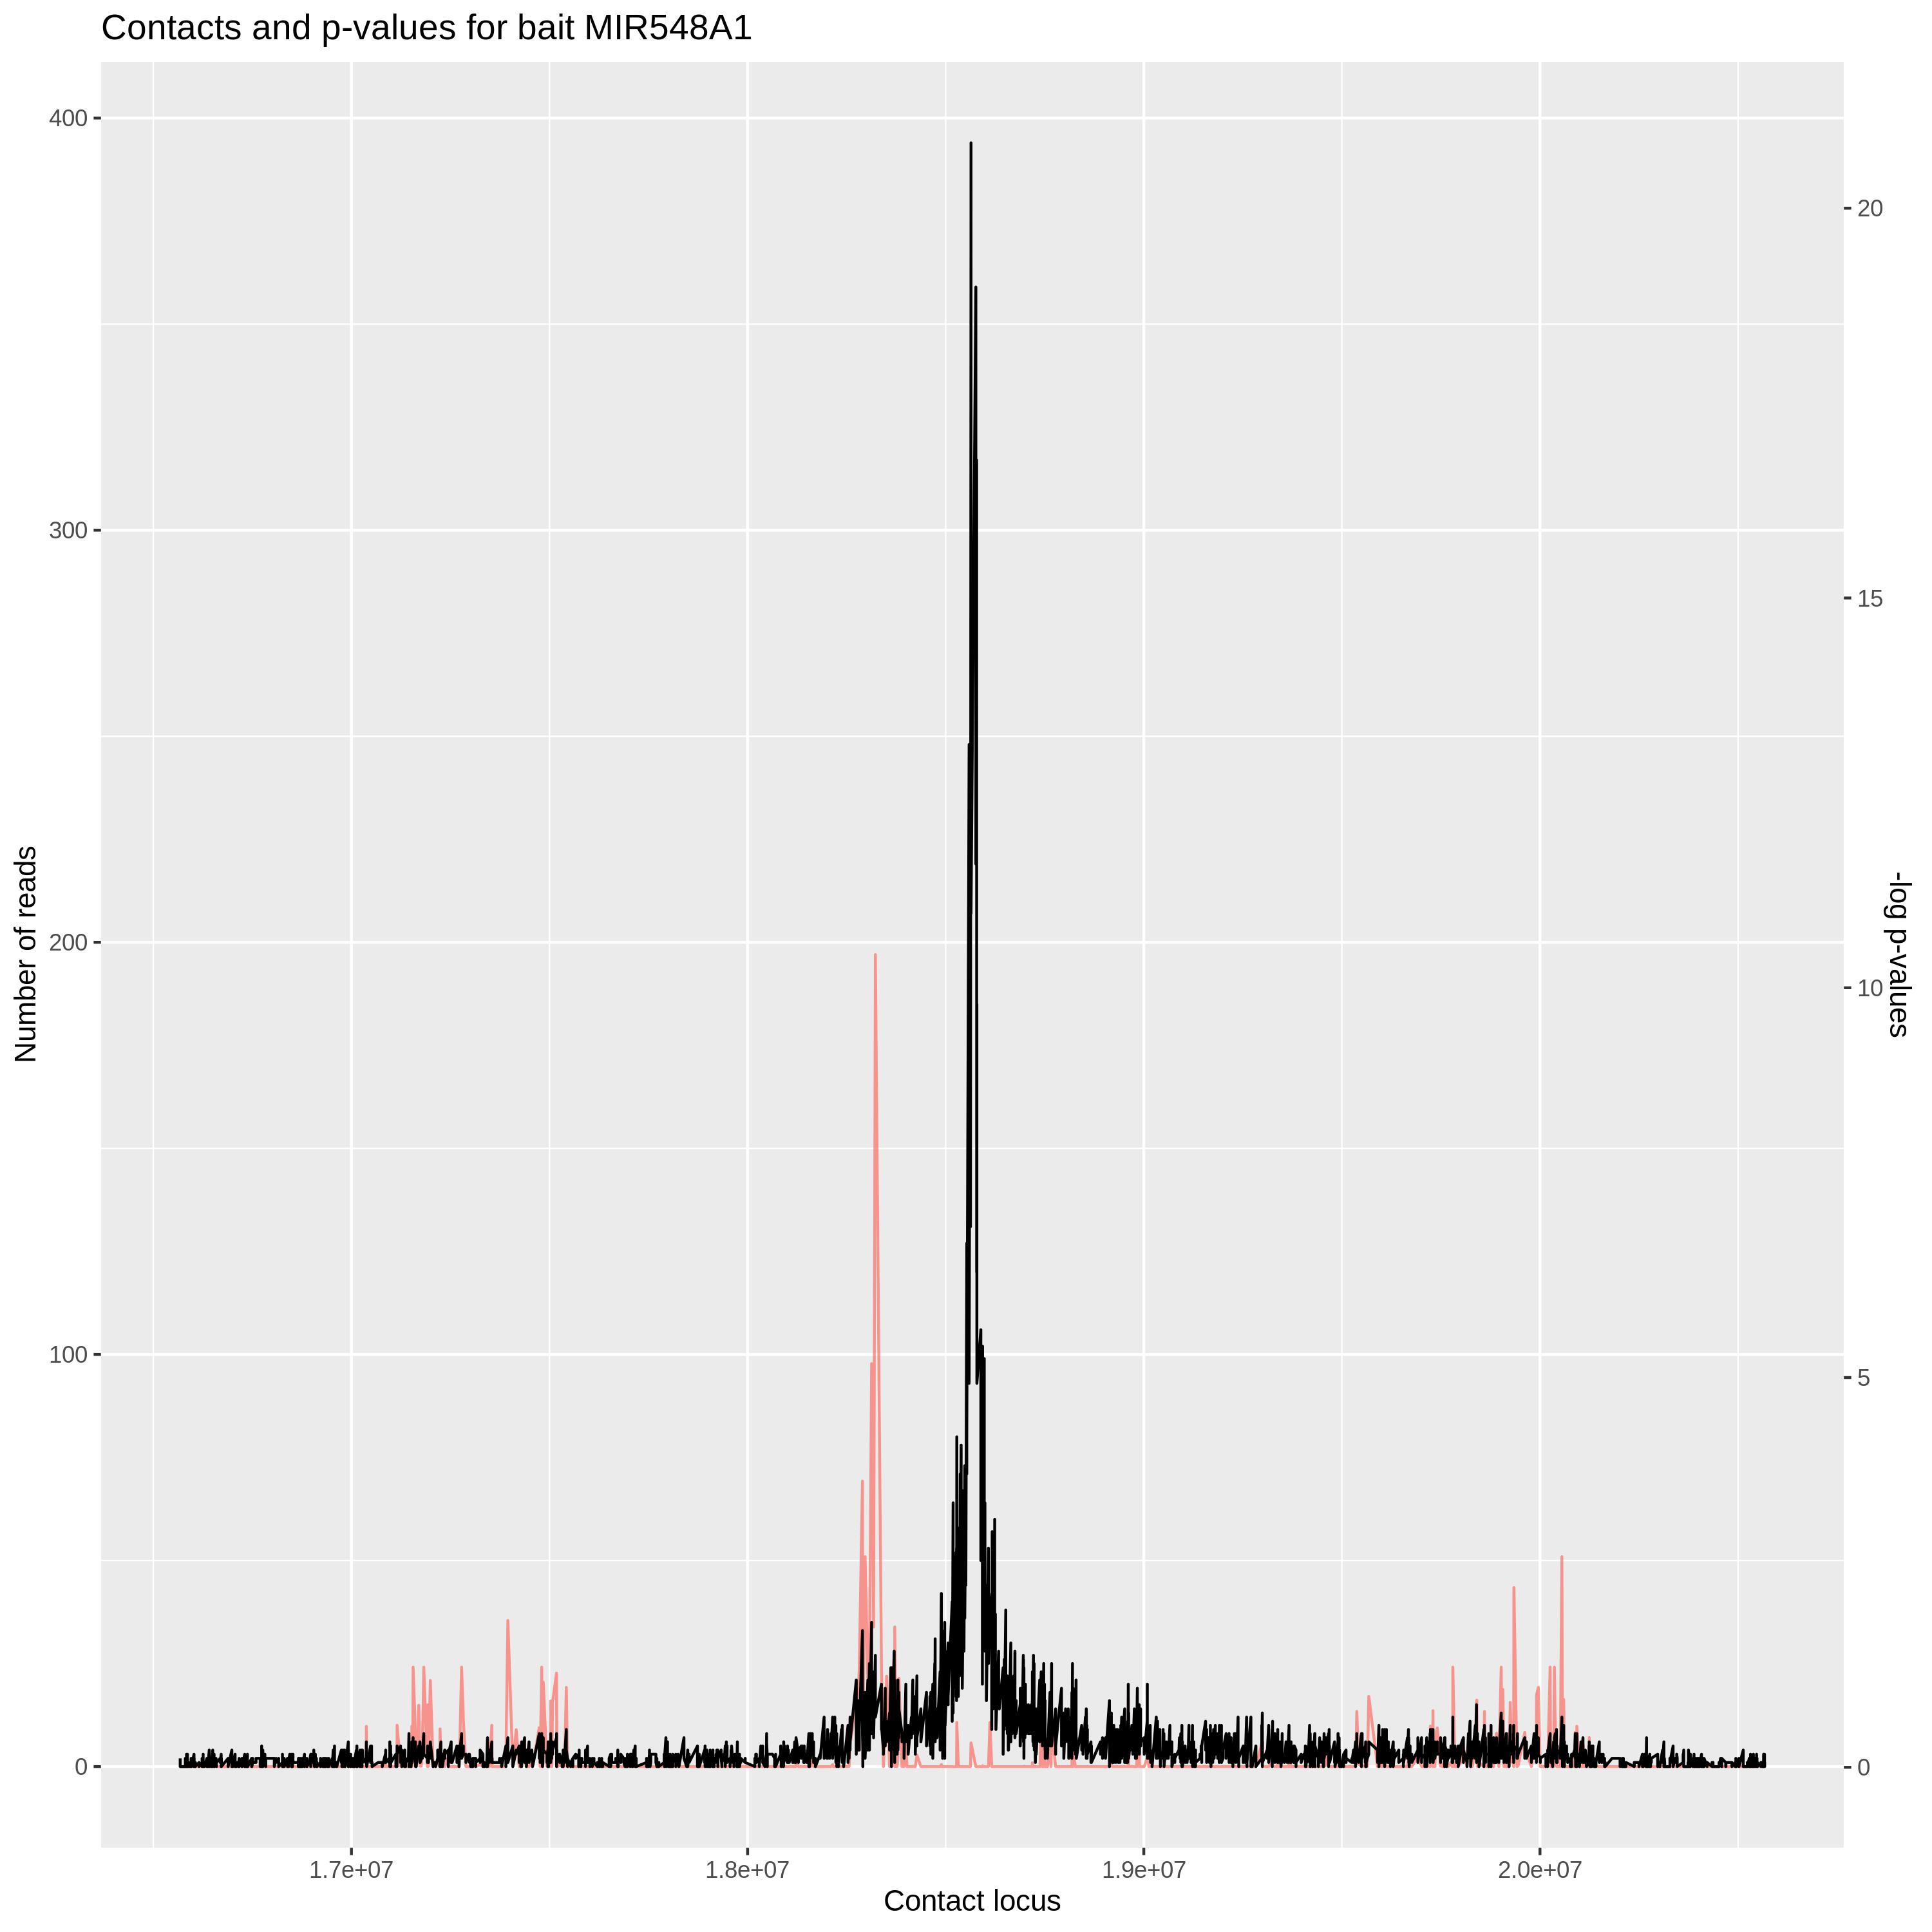 Contacts and p-values for bait MIR548A1
400
300
200
100
0
Number of reads
20
15
10
5
0
-log p-values
1.7e+07
1.8e+07
1.9e+07
2.0e+07
Contact locus